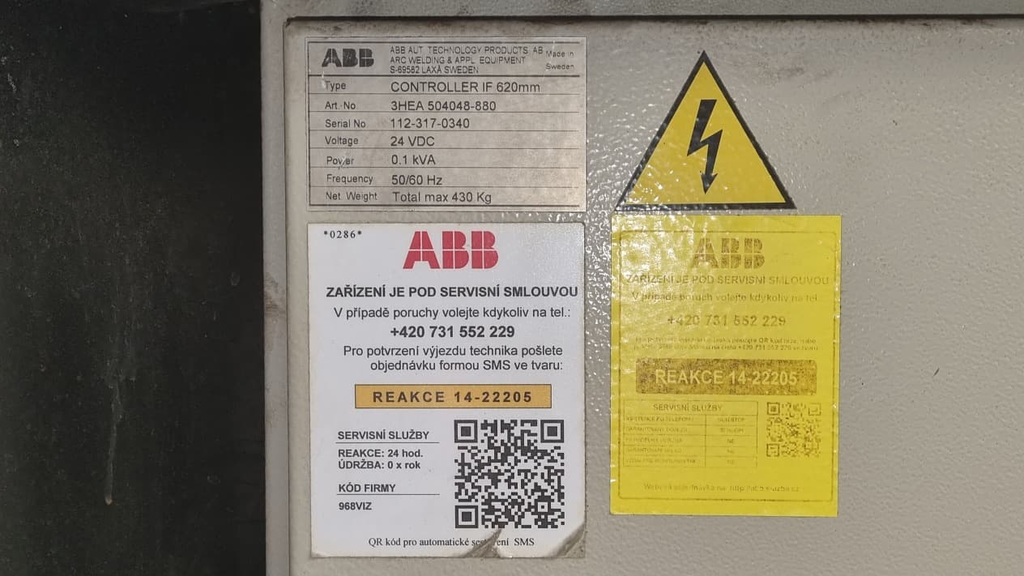 ABB
ABB AUT. TECHNOLOGY PRODUCTS AB
ARC WELDING & APPL. EQUIPMENT
S-69582 LAXÅ SWEDEN
Made in
Sweden
Type CONTROLLER IF 620mm
Art No 3HEA 504048-880
Serial No 112-317-0340
Voltage 24 VDC
Power 0.1 kVA
Frequency 50/60 Hz
Net Weight Total max 430 Kg
*0286*
ABB
ZAŘÍZENÍ JE POD SERVISNÍ SMLOUVOU
V případě poruchy volejte kdykoliv na tel.:
+420 731 552 229
Pro potvrzení výjezdu technika pošlete
objednávku formou SMS ve tvaru:
REAKCE 14-22205
SERVISNÍ SLUŽBY
REAKCE: 24 hod.
ÚDRŽBA: 0 x rok
KÓD FIRMY
968VIZ
QR kód pro automatické SMS
ABB
ZAŘÍZENÍ JE POD SERVISNÍ SMLOUVOU
V případě poruch volejte kdykoliv na tel.
+420 731 552 229
REAKCE 14-22205
SERVISNÍ SLUŽBY